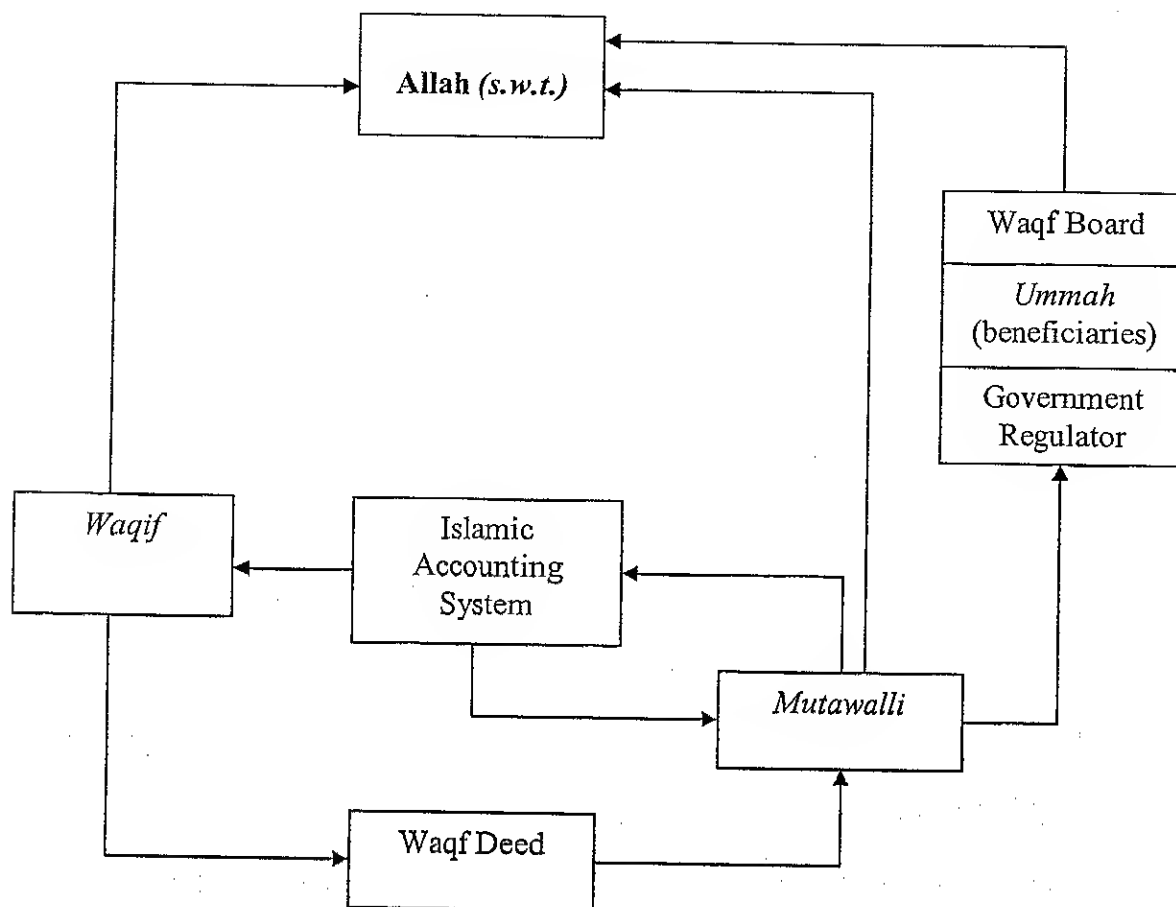 Allah (s.w.t.)
Waqf Board
Ummah
(beneficiaries)
Government
Regulator
Waqif
Islamic
Accounting
System
Mutawalli
Waqf Deed